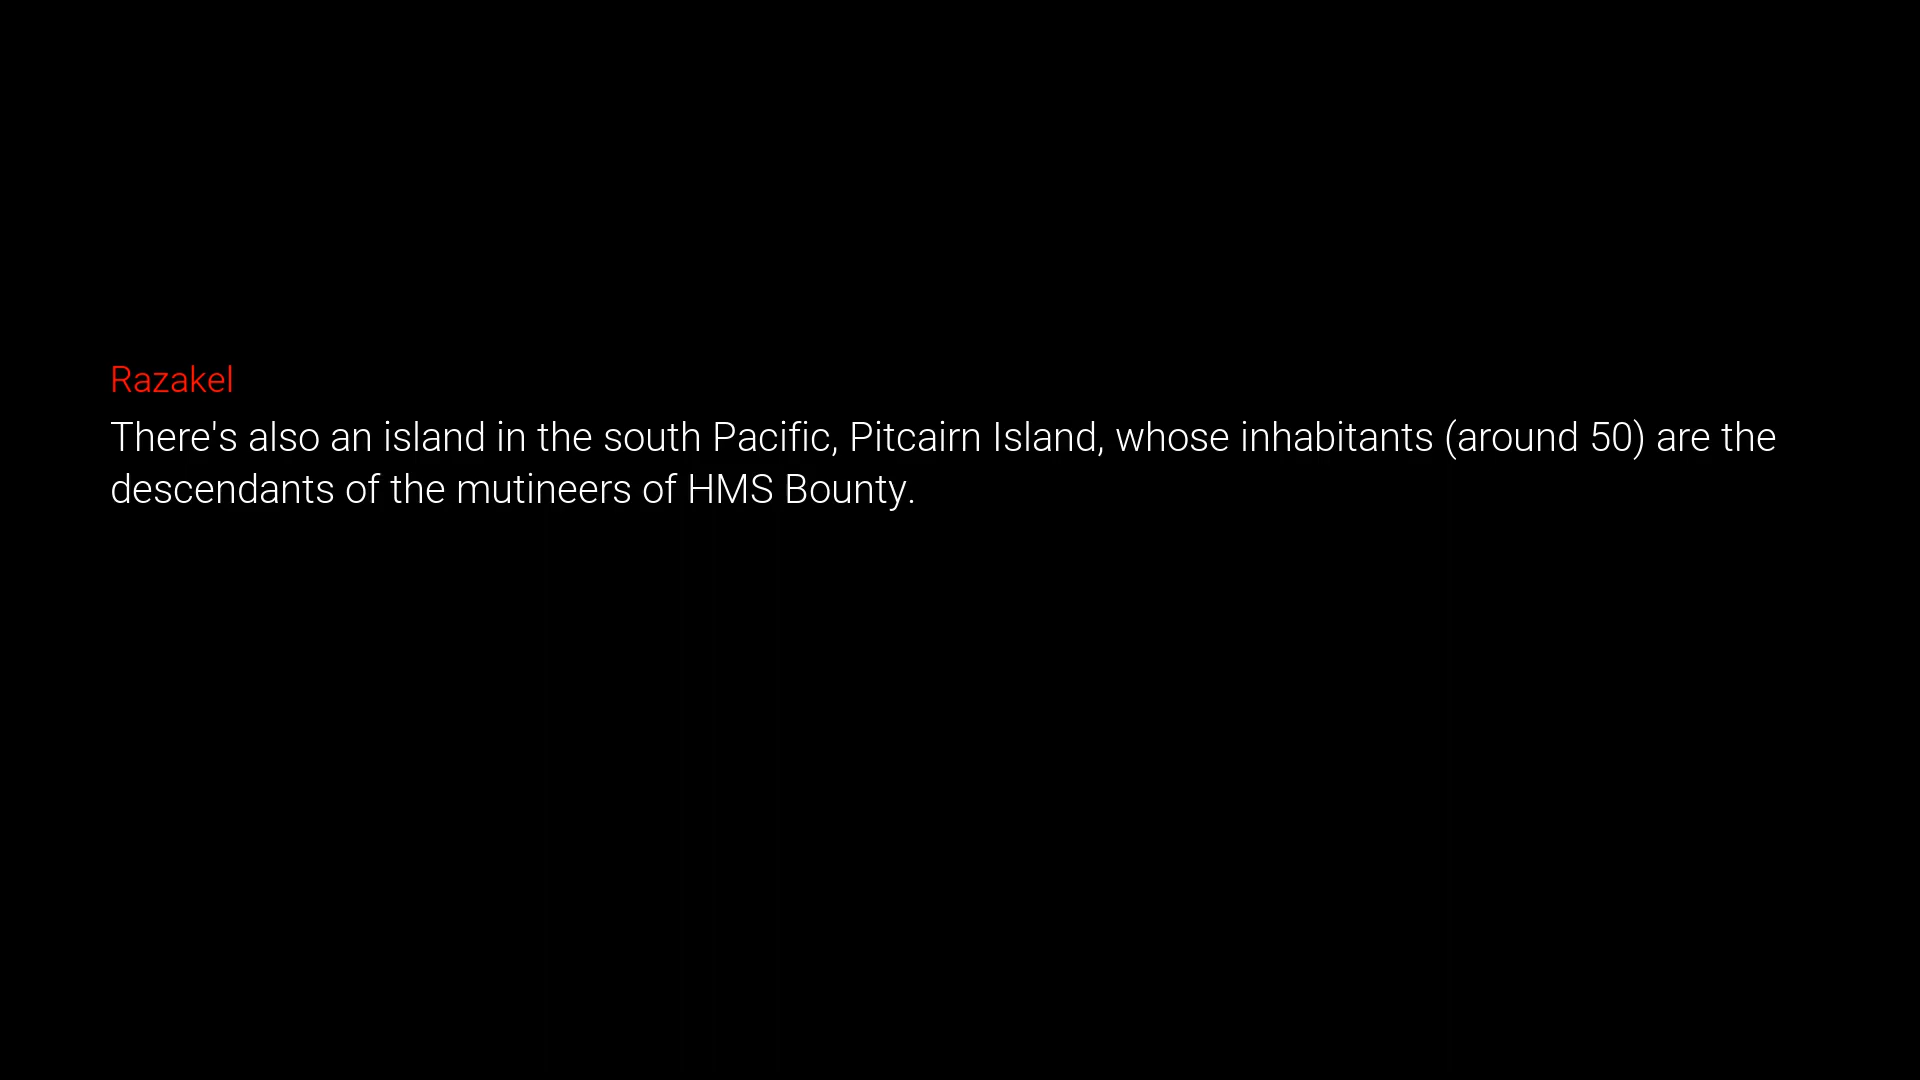 Razakel
There's also an island in the south Pacific, Pitcairn Island, whose inhabitants (around 50) are the
descendants of the mutineers of HMS Bounty.